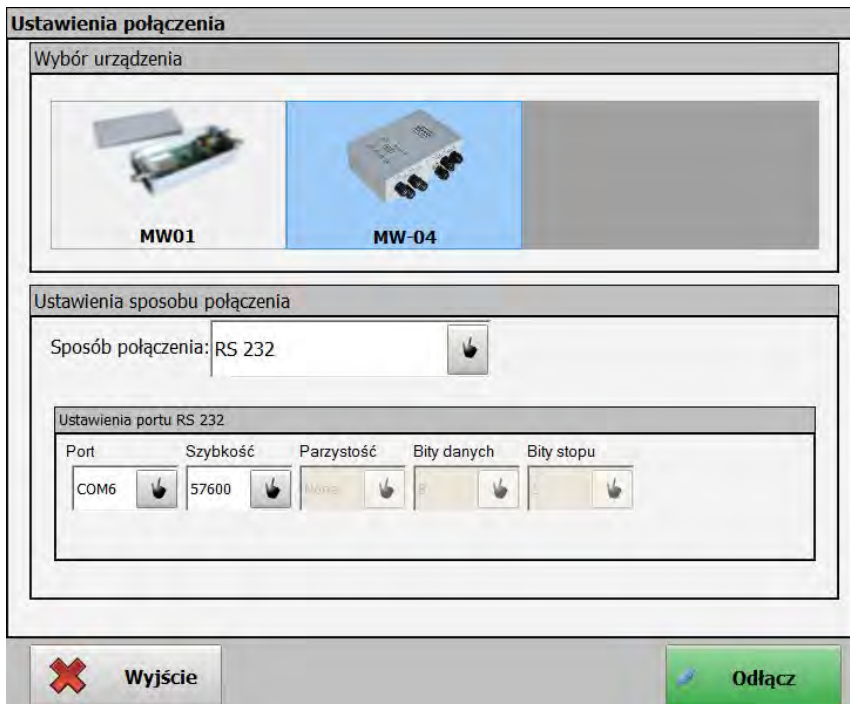 Ustawienia połączenia
Wybór urządzenia
MW01
MW-04
Ustawienia sposobu połączenia
Sposób połączenia: RS 232
Ustawienia portu RS 232
Port Szybkość Parzystość Bity danych Bity stopu
COM6 57600 None 8
Wyjście
Odłącz